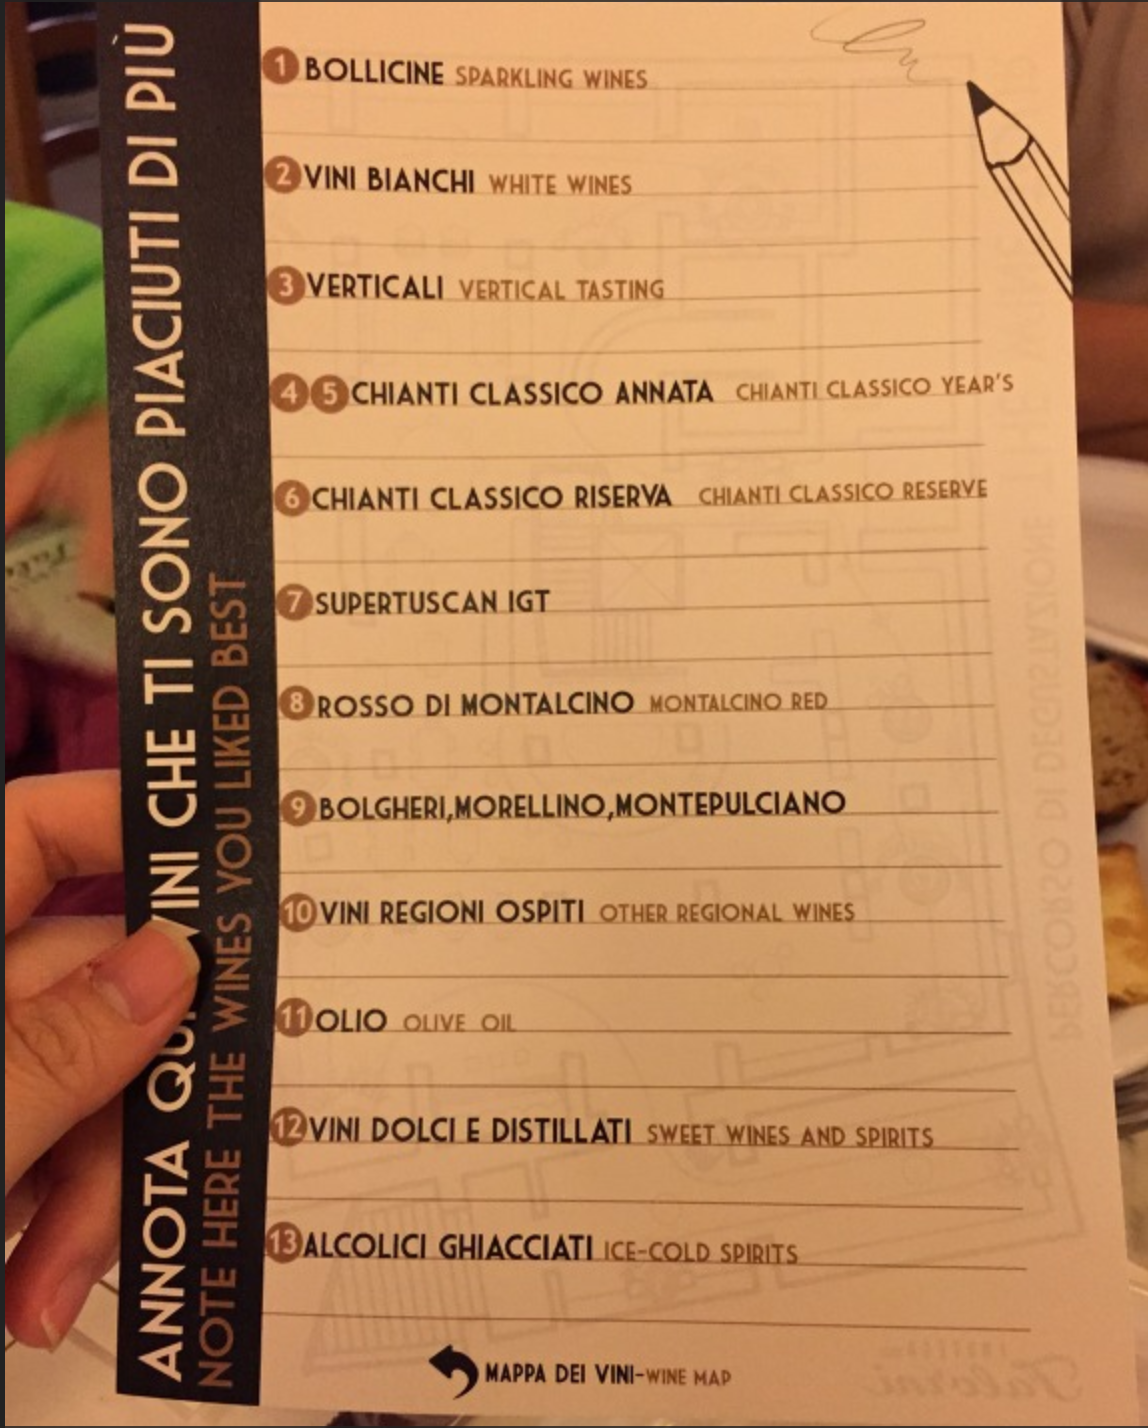 ANNOTA QUI VINI CHE TI SONO PIACIUTI DI PIÙ
NOTE HERE THE WINES YOU LIKED BEST
1 BOLLICINE SPARKLING WINES
2 VINI BIANCHI WHITE WINES
3 VERTICALI VERTICAL TASTING
4 5 CHIANTI CLASSICO ANNATA CHIANTI CLASSICO YEAR'S
6 CHIANTI CLASSICO RISERVA CHIANTI CLASSICO RESERVE
7 SUPERTUSCAN IGT
8 ROSSO DI MONTALCINO MONTALCINO RED
9 BOLGHERI,MORELLINO,MONTEPULCIANO
10 VINI REGIONI OSPITI OTHER REGIONAL WINES
11 OLIO OLIVE OIL
12 VINI DOLCI E DISTILLATI SWEET WINES AND SPIRITS
13 ALCOLICI GHIACCIATI ICE-COLD SPIRITS
MAPPA DEI VINI-WINE MAP
PERCORSO DI DEGUSTAZIONE
Falorni